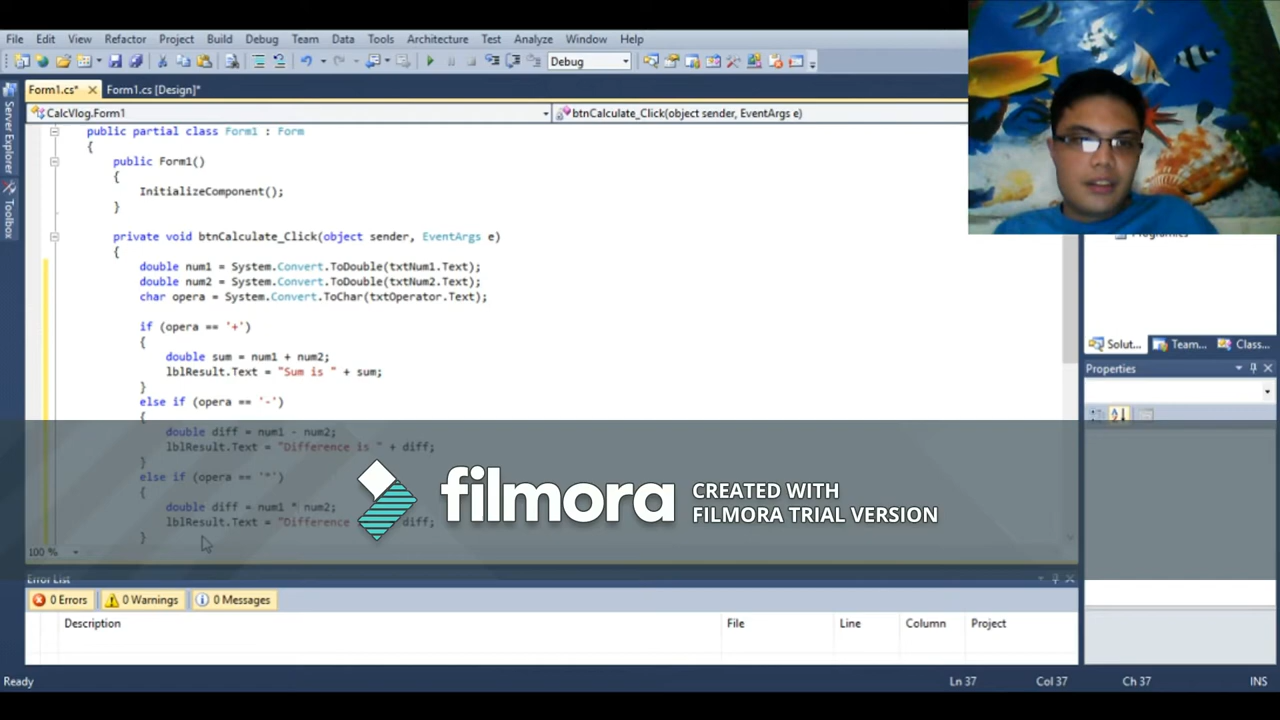 File Edit View Refactor Project Build Debug Team Data Tools Architecture Test Analyze Window Help
Debug
Form1.cs* Form1.cs [Design]*
CalcVlog.Form1 btnCalculate_Click(object sender, EventArgs e)
Server Explorer
Toolbox
public partial class Form1 : Form
{
public Form1()
{
InitializeComponent();
}
private void btnCalculate_Click(object sender, EventArgs e)
{
double num1 = System.Convert.ToDouble(txtNum1.Text);
double num2 = System.Convert.ToDouble(txtNum2.Text);
char opera = System.Convert.ToChar(txtOperator.Text);
if (opera == '+')
{
double sum = num1 + num2;
lblResult.Text = "Sum is " + sum;
}
else if (opera == '-')
{
double diff = num1 - num2;
lblResult.Text = "Difference is " + diff;
}
else if (opera == '*')
{
double diff = num1 * num2;
lblResult.Text = "Difference diff;
}
100 %
Program.cs
Solut... Team... Class...
Properties
filmora
CREATED WITH
FILMORA TRIAL VERSION
Error List
0 Errors 0 Warnings 0 Messages
Description File Line Column Project
Ready Ln 37 Col 37 Ch 37 INS